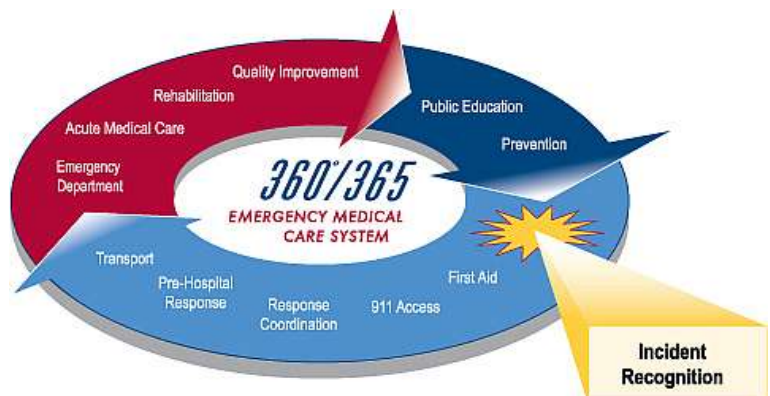 Quality Improvement
Rehabilitation
Acute Medical Care
Emergency
Department
Public Education
Prevention
360°/365
EMERGENCY MEDICAL
CARE SYSTEM
Transport
Pre-Hospital
Response
Response
Coordination
911 Access
First Aid
Incident
Recognition